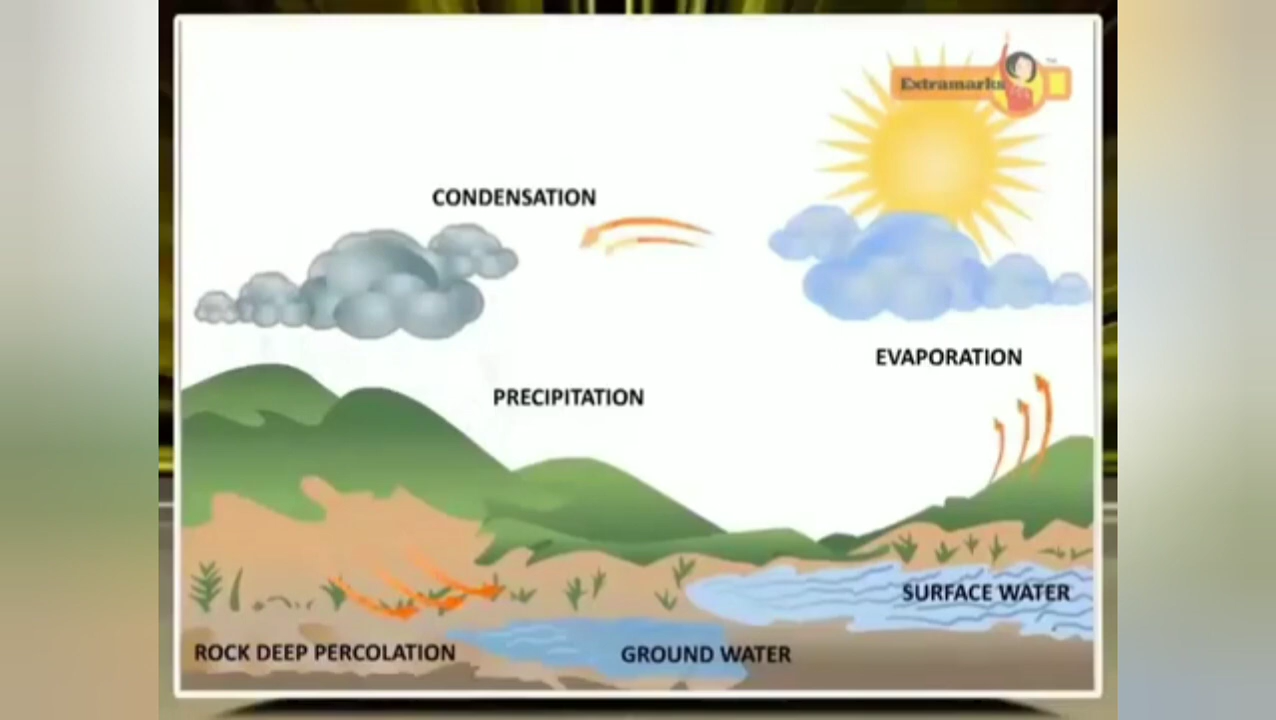 Extramarks
CONDENSATION
EVAPORATION
PRECIPITATION
SURFACE WATER
ROCK DEEP PERCOLATION
GROUND WATER